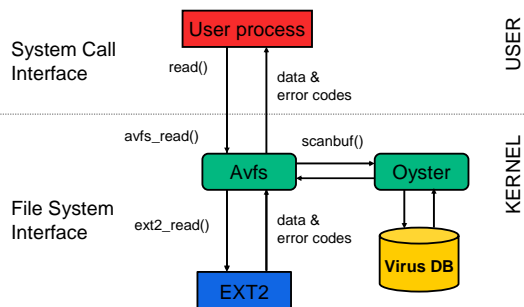 User process
System Call
Interface
USER
read()
data &
error codes
avfs_read()
scanbuf()
KERNEL
Avfs
Oyster
File System
Interface
ext2_read()
data &
error codes
Virus DB
EXT2